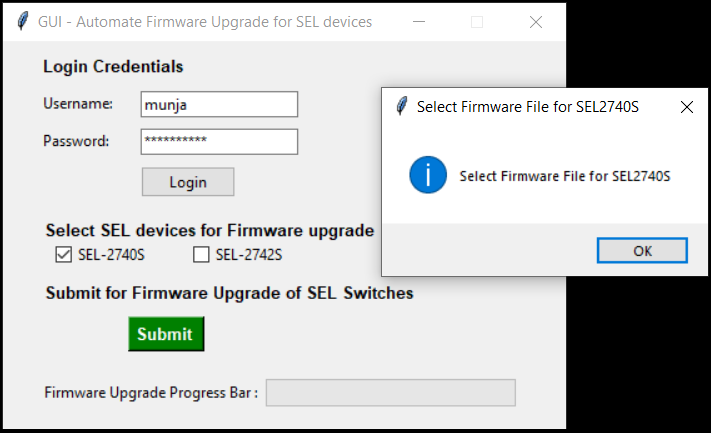 GUI - Automate Firmware Upgrade for SEL devices
Login Credentials
Username: munja
Password: **********
Login
Select SEL devices for Firmware upgrade
SEL-2740S SEL-2742S
Submit for Firmware Upgrade of SEL Switches
Submit
Firmware Upgrade Progress Bar :
Select Firmware File for SEL2740S
Select Firmware File for SEL2740S
OK